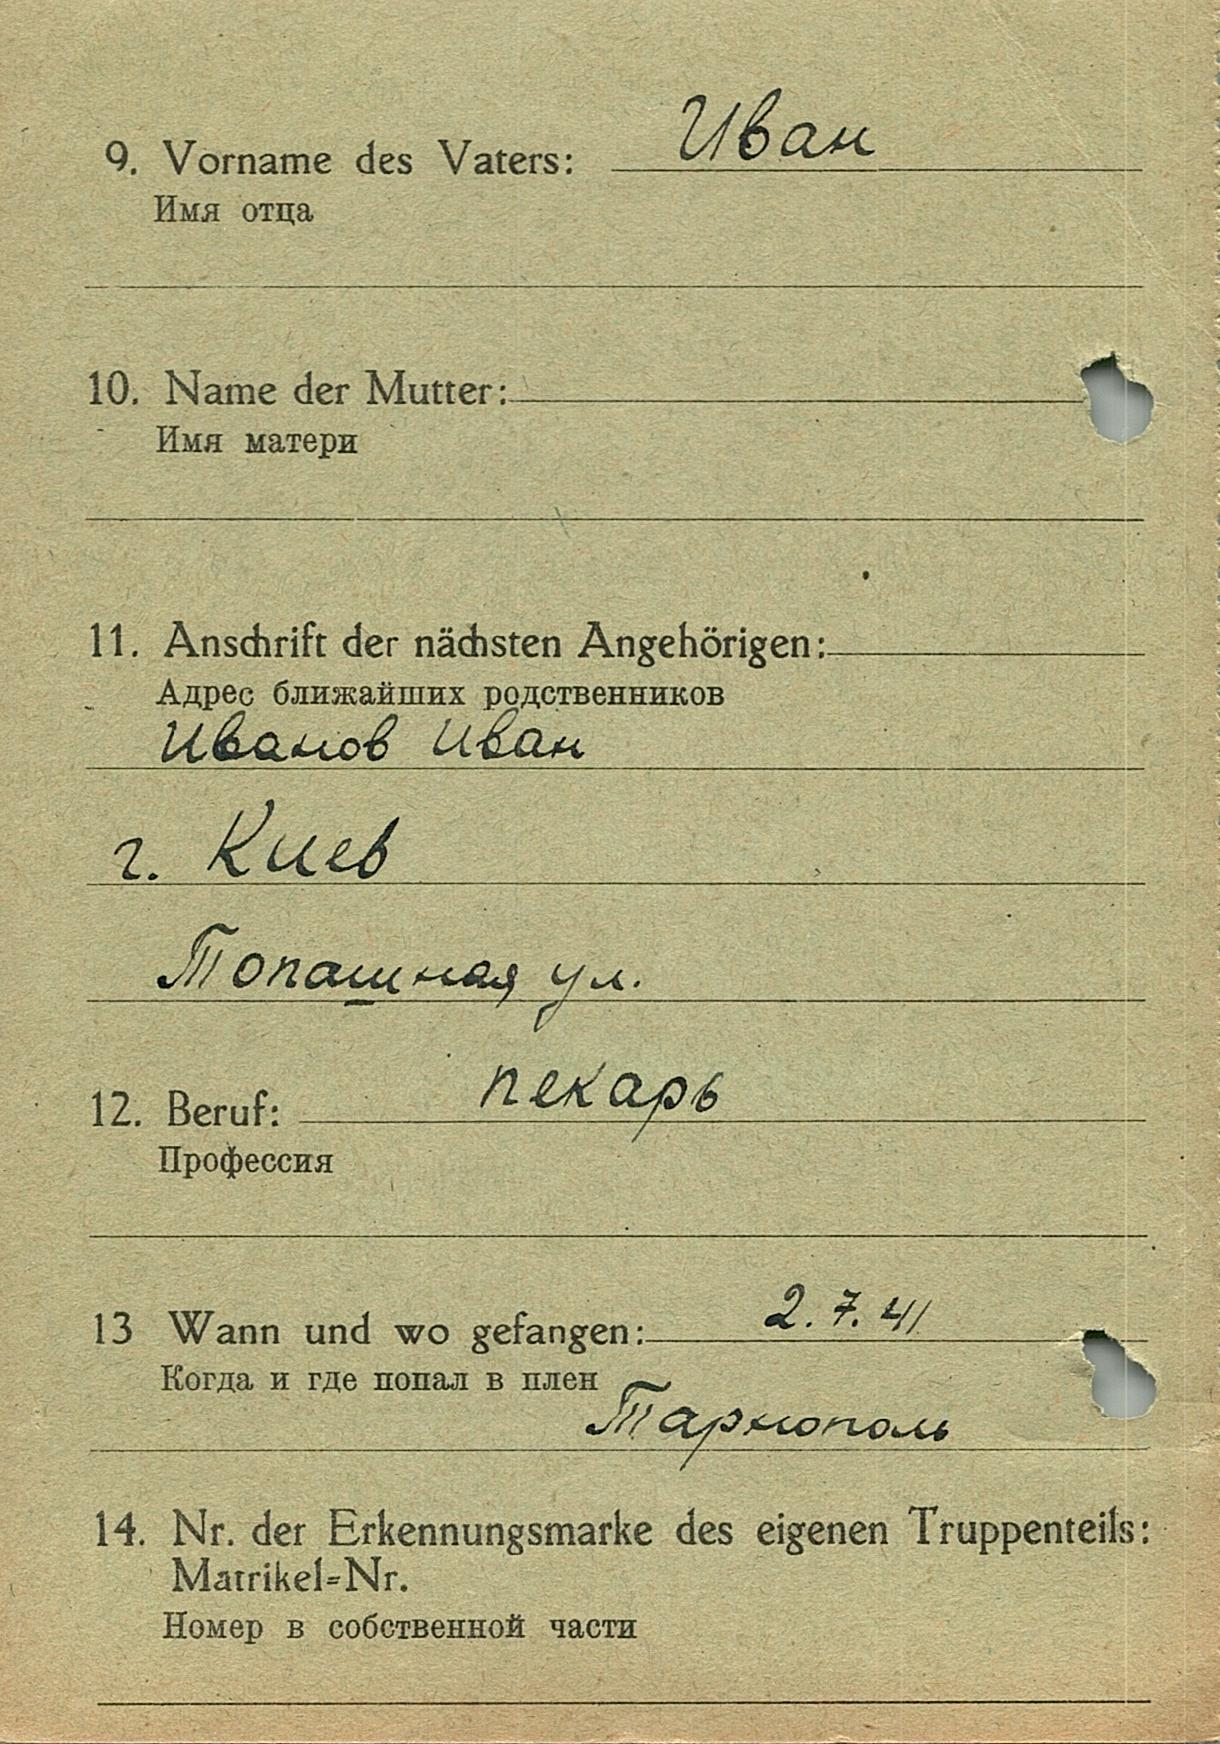 9. Vorname des Vaters: Иван
Имя отца
10. Name der Mutter:
Имя матери
11. Anschrift der nächsten Angehörigen:
Адрес ближайших родственников
Иванов Иван
г. Киев
Топашная ул.
12. Beruf: пекарь
Профессия
13 Wann und wo gefangen: 2.7.41
Когда и где попал в плен
Тарнополь
14. Nr. der Erkennungsmarke des eigenen Truppenteils:
Matrikel=Nr.
Номер в собственной части